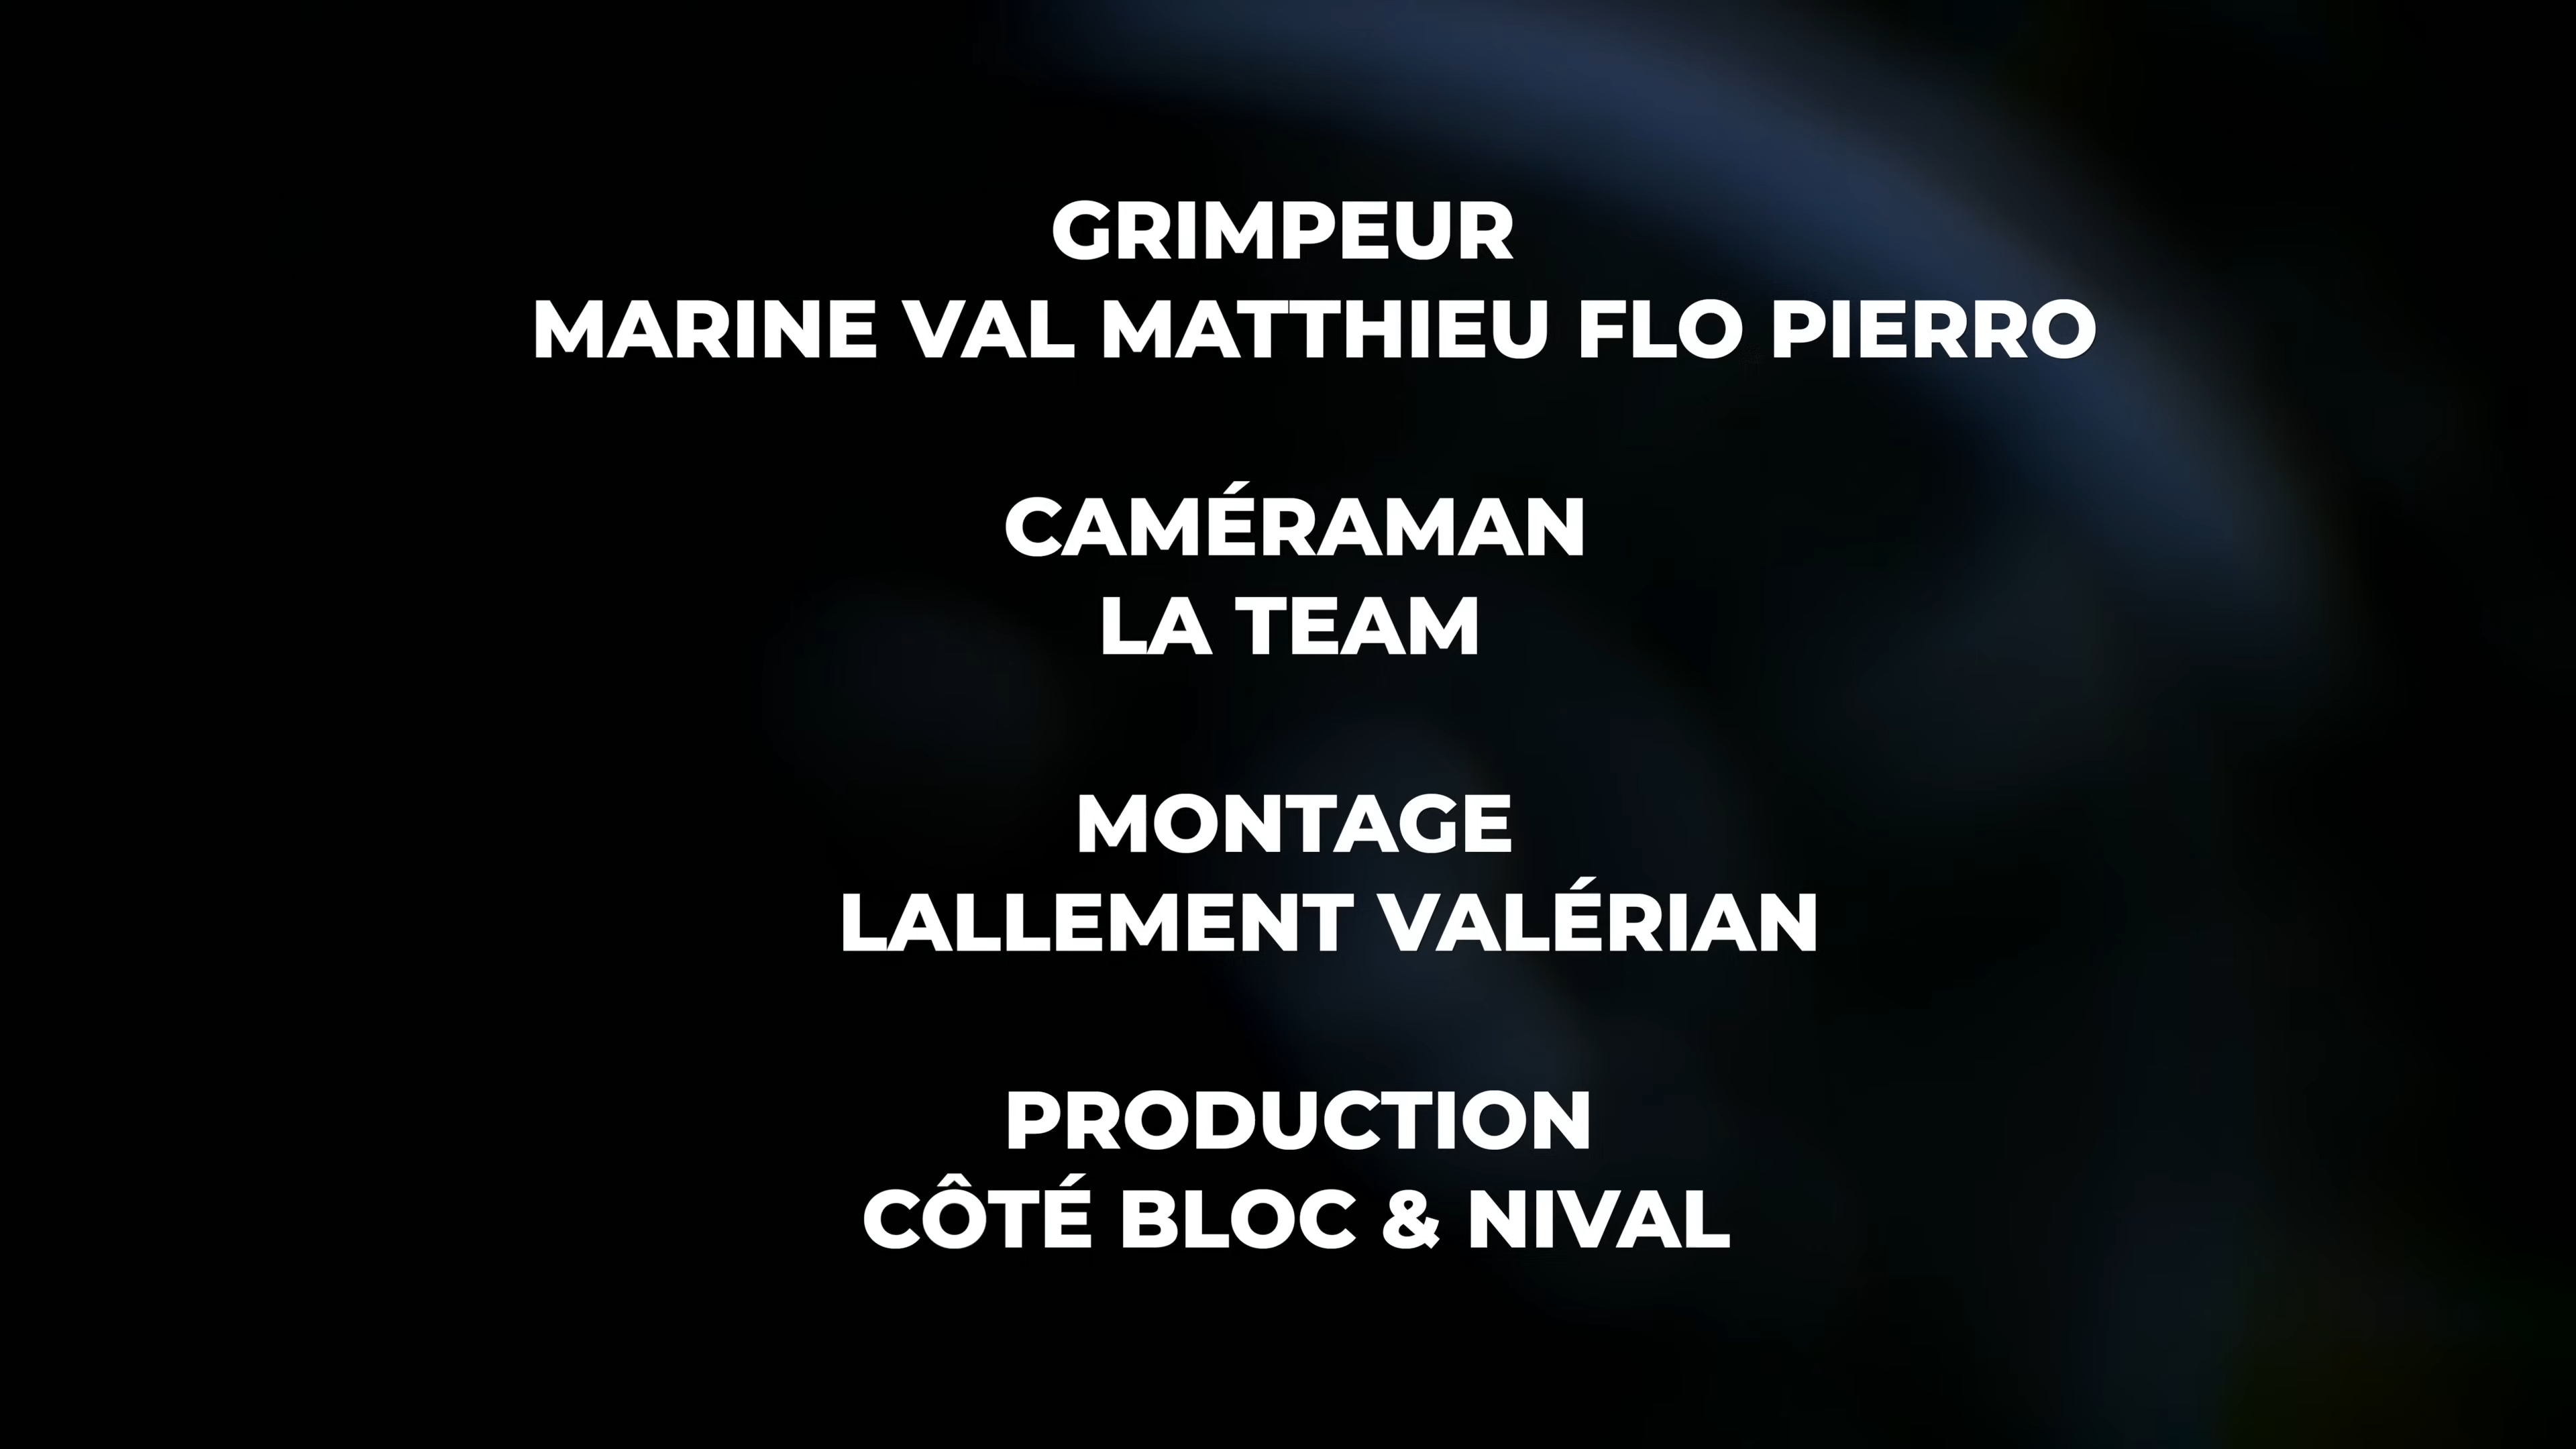 GRIMPEUR
MARINE VAL MATTHIEU FLO PIERRO
CAMÉRAMAN
LA TEAM
MONTAGE
LALLEMENT VALÉRIAN
PRODUCTION
CÔTÉ BLOC & NIVAL